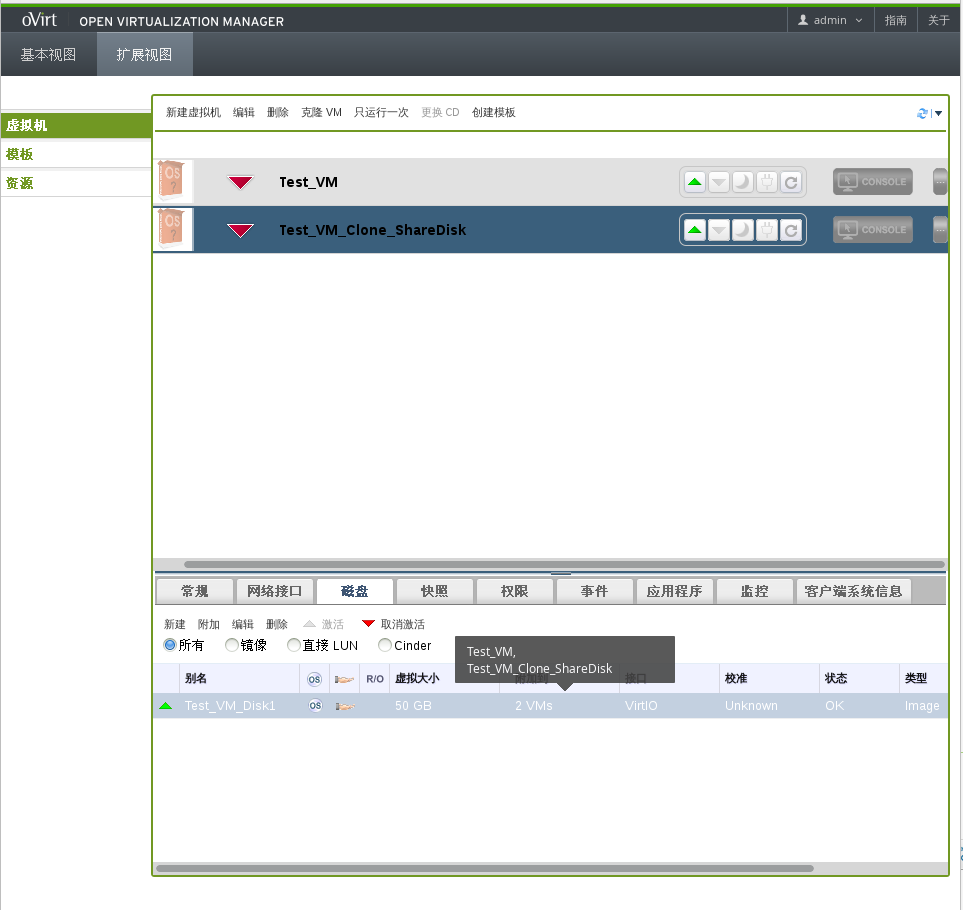 oVirt OPEN VIRTUALIZATION MANAGER admin 指南 关于
基本视图 扩展视图
新建虚拟机 编辑 删除 克隆 VM 只运行一次 更换 CD 创建模板
虚拟机
模板
资源
OS ? Test_VM CONSOLE ...
OS ? Test_VM_Clone_ShareDisk CONSOLE ...
常规 网络接口 磁盘 快照 权限 事件 应用程序 监控 客户端系统信息
新建 附加 编辑 删除 激活 取消激活
所有 镜像 直接 LUN Cinder
Test_VM,
Test_VM_Clone_ShareDisk
别名 OS R/O 虚拟大小 附加到 接口 校准 状态 类型
Test_VM_Disk1 OS 50 GB 2 VMs VirtIO Unknown OK Image